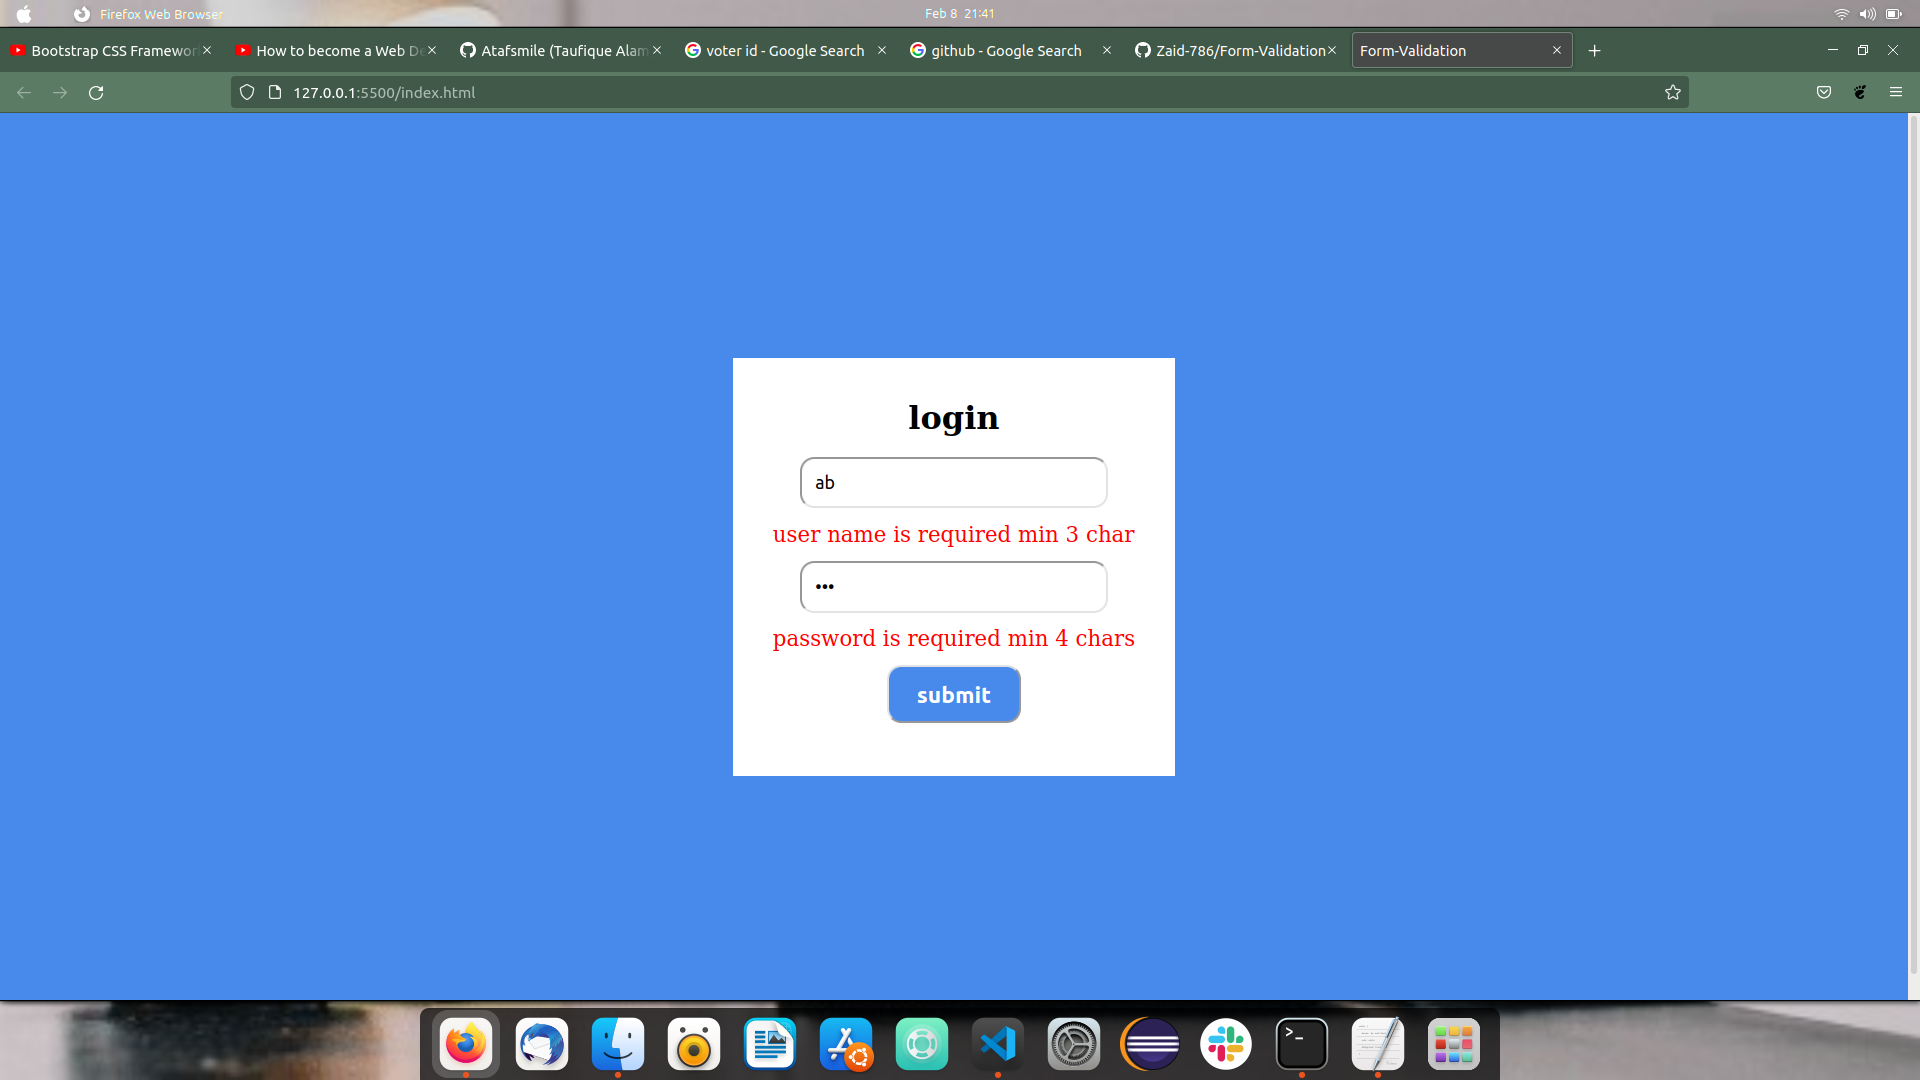 Firefox Web Browser
Feb 8 21:41
Bootstrap CSS Framewor
How to become a Web De
Atafsmile (Taufique Alam
voter id - Google Search
github - Google Search
Zaid-786/Form-Validation
Form-Validation
127.0.0.1:5500/index.html
login
ab
user name is required min 3 char
•••
password is required min 4 chars
submit